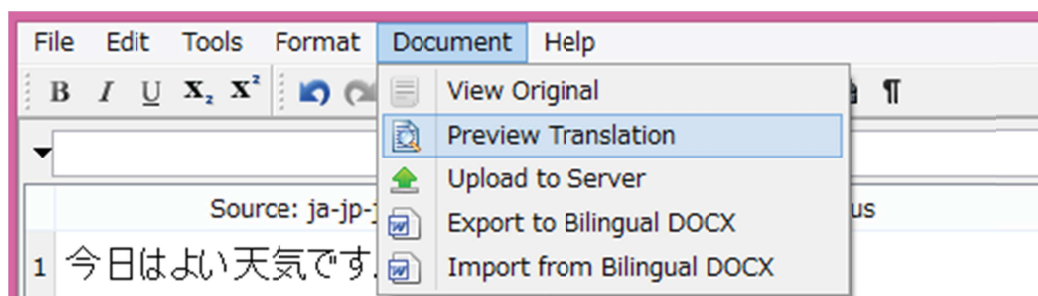 File Edit Tools Format Document Help
B I U X₂ X² ¶
View Original
Preview Translation
Upload to Server
Export to Bilingual DOCX
Import from Bilingual DOCX
Source: ja-jp- us
1 今日はよい天気です.